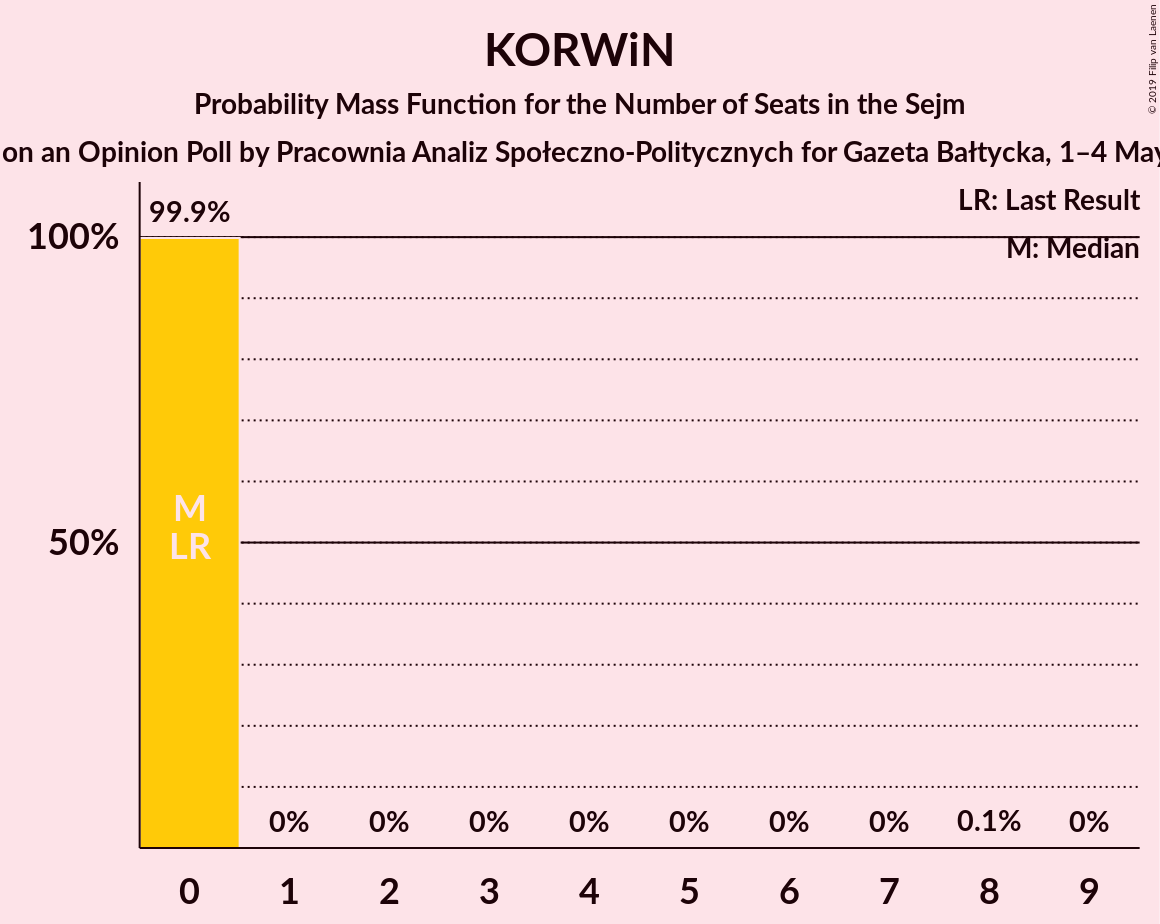 KORWiN
Probability Mass Function for the Number of Seats in the Sejm
on an Opinion Poll by Pracownia Analiz Społeczno-Politycznych for Gazeta Bałtycka, 1–4 May
© 2019 Filip van Laenen
LR: Last Result
M: Median
99.9%
100%
50%
M
LR
0% 0% 0% 0% 0% 0% 0% 0.1% 0%
0 1 2 3 4 5 6 7 8 9